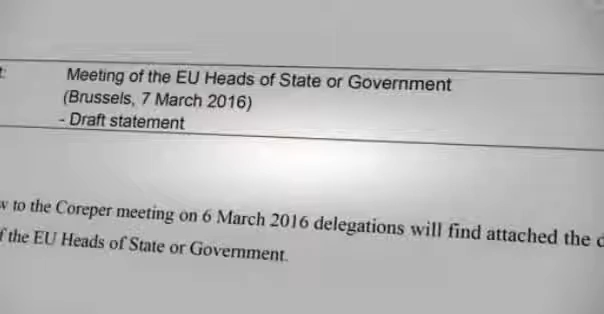 Meeting of the EU Heads of State or Government
(Brussels, 7 March 2016)
- Draft statement
to the Coreper meeting on 6 March 2016 delegations will find attached the
the EU Heads of State or Government.